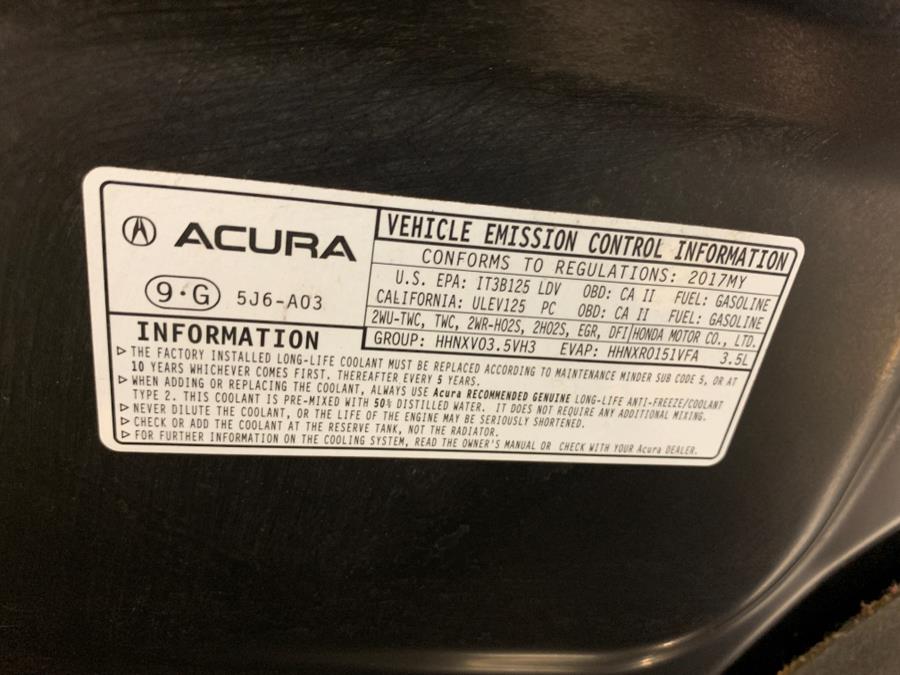 ACURA
9·G 5J6-A03
VEHICLE EMISSION CONTROL INFORMATION
CONFORMS TO REGULATIONS: 2017MY
U.S. EPA: IT3B125 LDV OBD: CA II FUEL: GASOLINE
CALIFORNIA: ULEV125 PC OBD: CA II FUEL: GASOLINE
2WU-TWC, TWC, 2WR-HO2S, 2HO2S, EGR, DFI HONDA MOTOR CO., LTD.
GROUP: HHNXV03.5VH3 EVAP: HHNXR0151VFA 3.5L
INFORMATION
▷ THE FACTORY INSTALLED LONG-LIFE COOLANT MUST BE REPLACED ACCORDING TO MAINTENANCE MINDER SUB CODE 5, OR AT
10 YEARS WHICHEVER COMES FIRST. THEREAFTER EVERY 5 YEARS.
▷ WHEN ADDING OR REPLACING THE COOLANT, ALWAYS USE Acura RECOMMENDED GENUINE LONG-LIFE ANTI-FREEZE/COOLANT
TYPE 2. THIS COOLANT IS PRE-MIXED WITH 50% DISTILLED WATER. IT DOES NOT REQUIRE ANY ADDITIONAL MIXING.
▷ NEVER DILUTE THE COOLANT, OR THE LIFE OF THE ENGINE MAY BE SERIOUSLY SHORTENED.
▷ CHECK OR ADD THE COOLANT AT THE RESERVE TANK, NOT THE RADIATOR.
▷ FOR FURTHER INFORMATION ON THE COOLING SYSTEM, READ THE OWNER'S MANUAL OR CHECK WITH YOUR Acura DEALER.